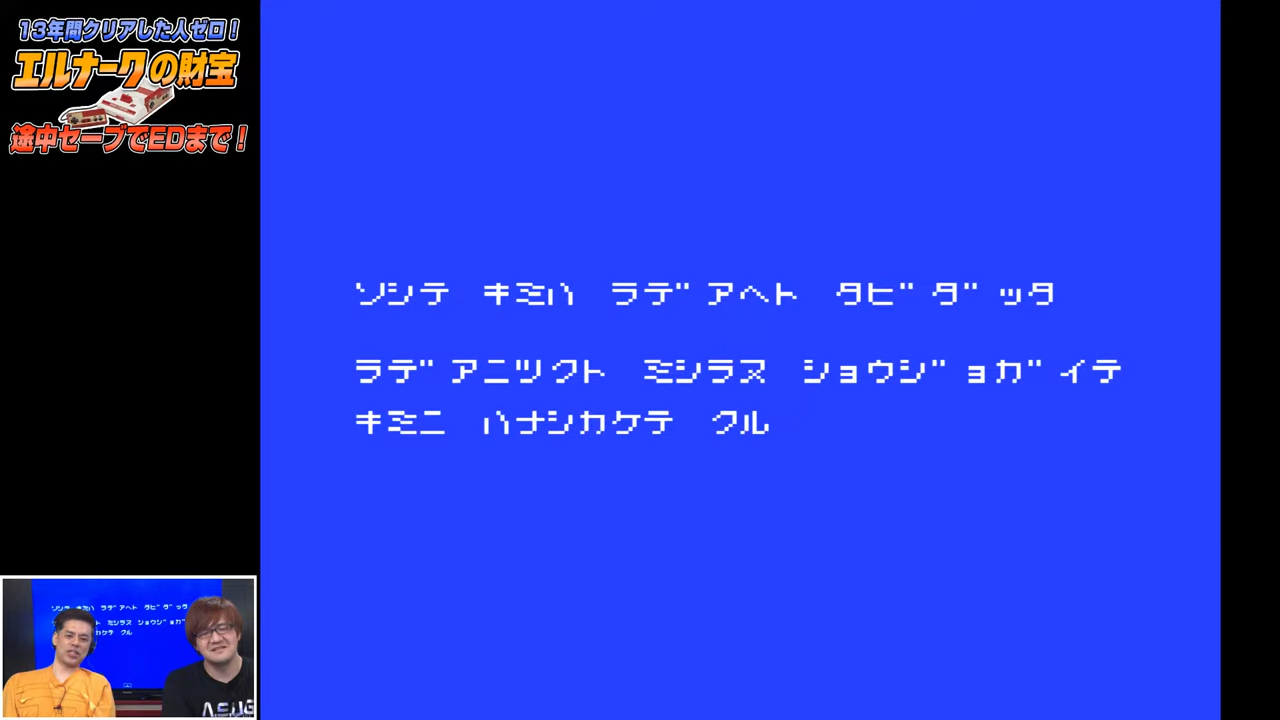 13年間クリアした人ゼロ!
エルナークの財宝
途中セーブでEDまで!
ソシテ キミハ ラデアヘト タビダッタ
ラデアニツクト ミシラヌ ショウジョガイテ
キミニ ハナシカケテ クル